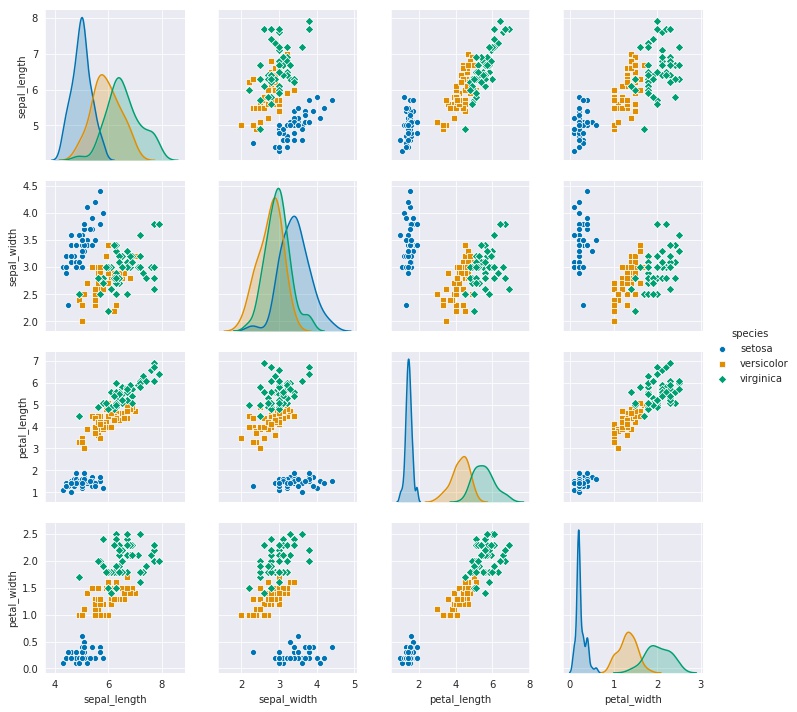 sepal_length
8
7
6
5
sepal_width
4.5
4.0
3.5
3.0
2.5
2.0
species
setosa
versicolor
virginica
petal_length
7
6
5
4
3
2
1
petal_width
2.5
2.0
1.5
1.0
0.5
0.0
4 6 8
sepal_length
2 3 4 5
sepal_width
2 4 6 8
petal_length
0 1 2 3
petal_width